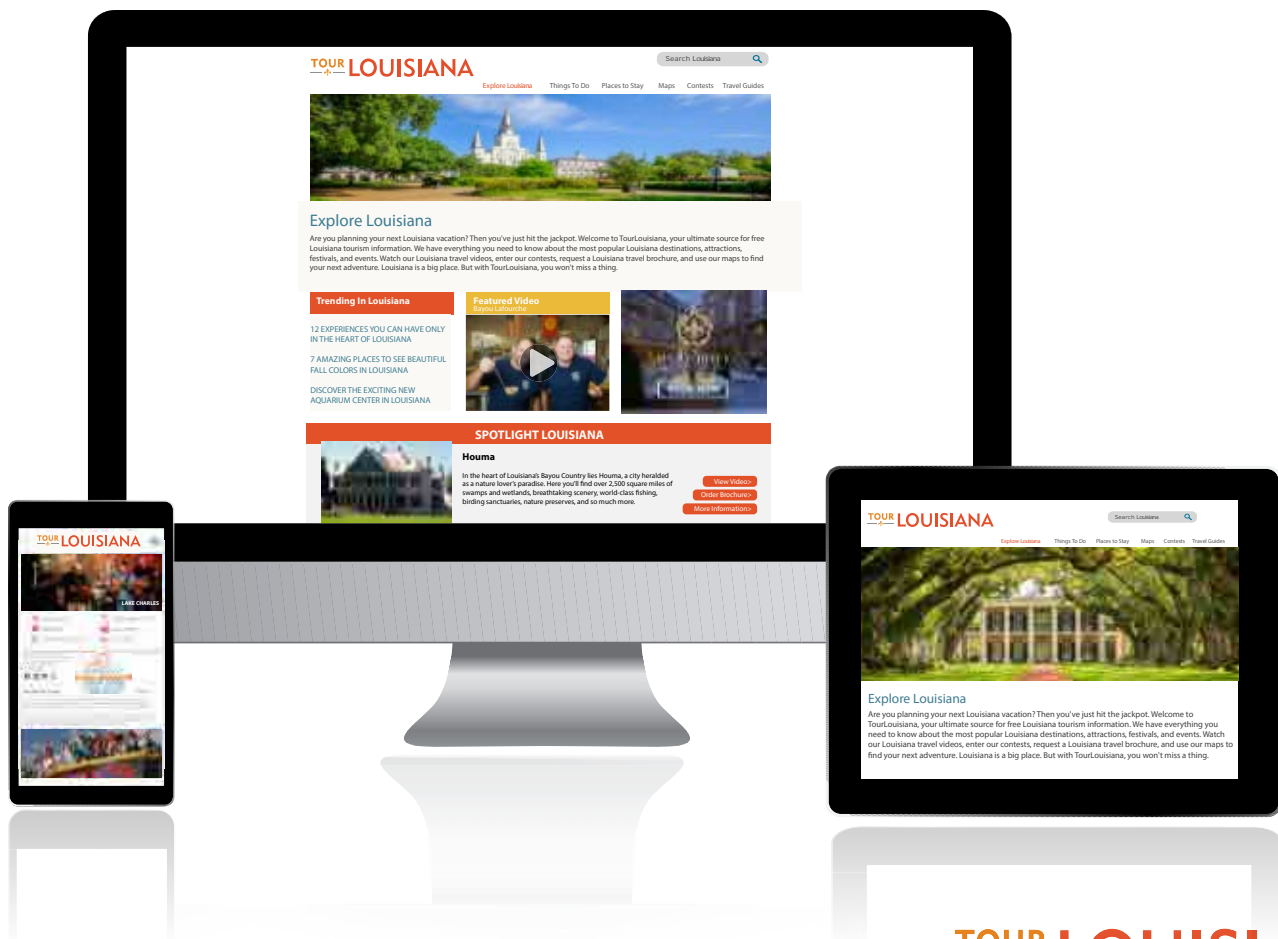 TOUR LOUISIANA
Search Louisiana
Explore Louisiana Things To Do Places to Stay Maps Contests Travel Guides
Explore Louisiana
Are you planning your next Louisiana vacation? Then you've just hit the jackpot. Welcome to TourLouisiana, your ultimate source for free
Louisiana tourism information. We have everything you need to know about the most popular Louisiana destinations, attractions,
festivals, and events. Watch our Louisiana travel videos, enter our contests, request a Louisiana travel brochure, and use our maps to find
your next adventure. Louisiana is a big place. But with TourLouisiana, you won't miss a thing.
Trending In Louisiana
12 EXPERIENCES YOU CAN HAVE ONLY
IN THE HEART OF LOUISIANA
7 AMAZING PLACES TO SEE BEAUTIFUL
FALL COLORS IN LOUISIANA
DISCOVER THE EXCITING NEW
AQUARIUM CENTER IN LOUISIANA
Featured Video
Bayou Lafourche
SPOTLIGHT LOUISIANA
Houma
In the heart of Louisiana's Bayou Country lies Houma, a city heralded
as a nature lover's paradise. Here you'll find over 2,500 square miles of
swamps and wetlands, breathtaking scenery, world-class fishing,
birding sanctuaries, nature preserves, and so much more.
View Video>
Order Brochure>
More Information>
TOUR LOUISIANA
LAKE CHARLES
TOUR LOUISIANA
Search Louisiana
Explore Louisiana Things To Do Places to Stay Maps Contests Travel Guides
Explore Louisiana
Are you planning your next Louisiana vacation? Then you've just hit the jackpot. Welcome to
TourLouisiana, your ultimate source for free Louisiana tourism information. We have everything you
need to know about the most popular Louisiana destinations, attractions, festivals, and events. Watch
our Louisiana travel videos, enter our contests, request a Louisiana travel brochure, and use our maps to
find your next adventure. Louisiana is a big place. But with TourLouisiana, you won't miss a thing.
TOUR LOUISI